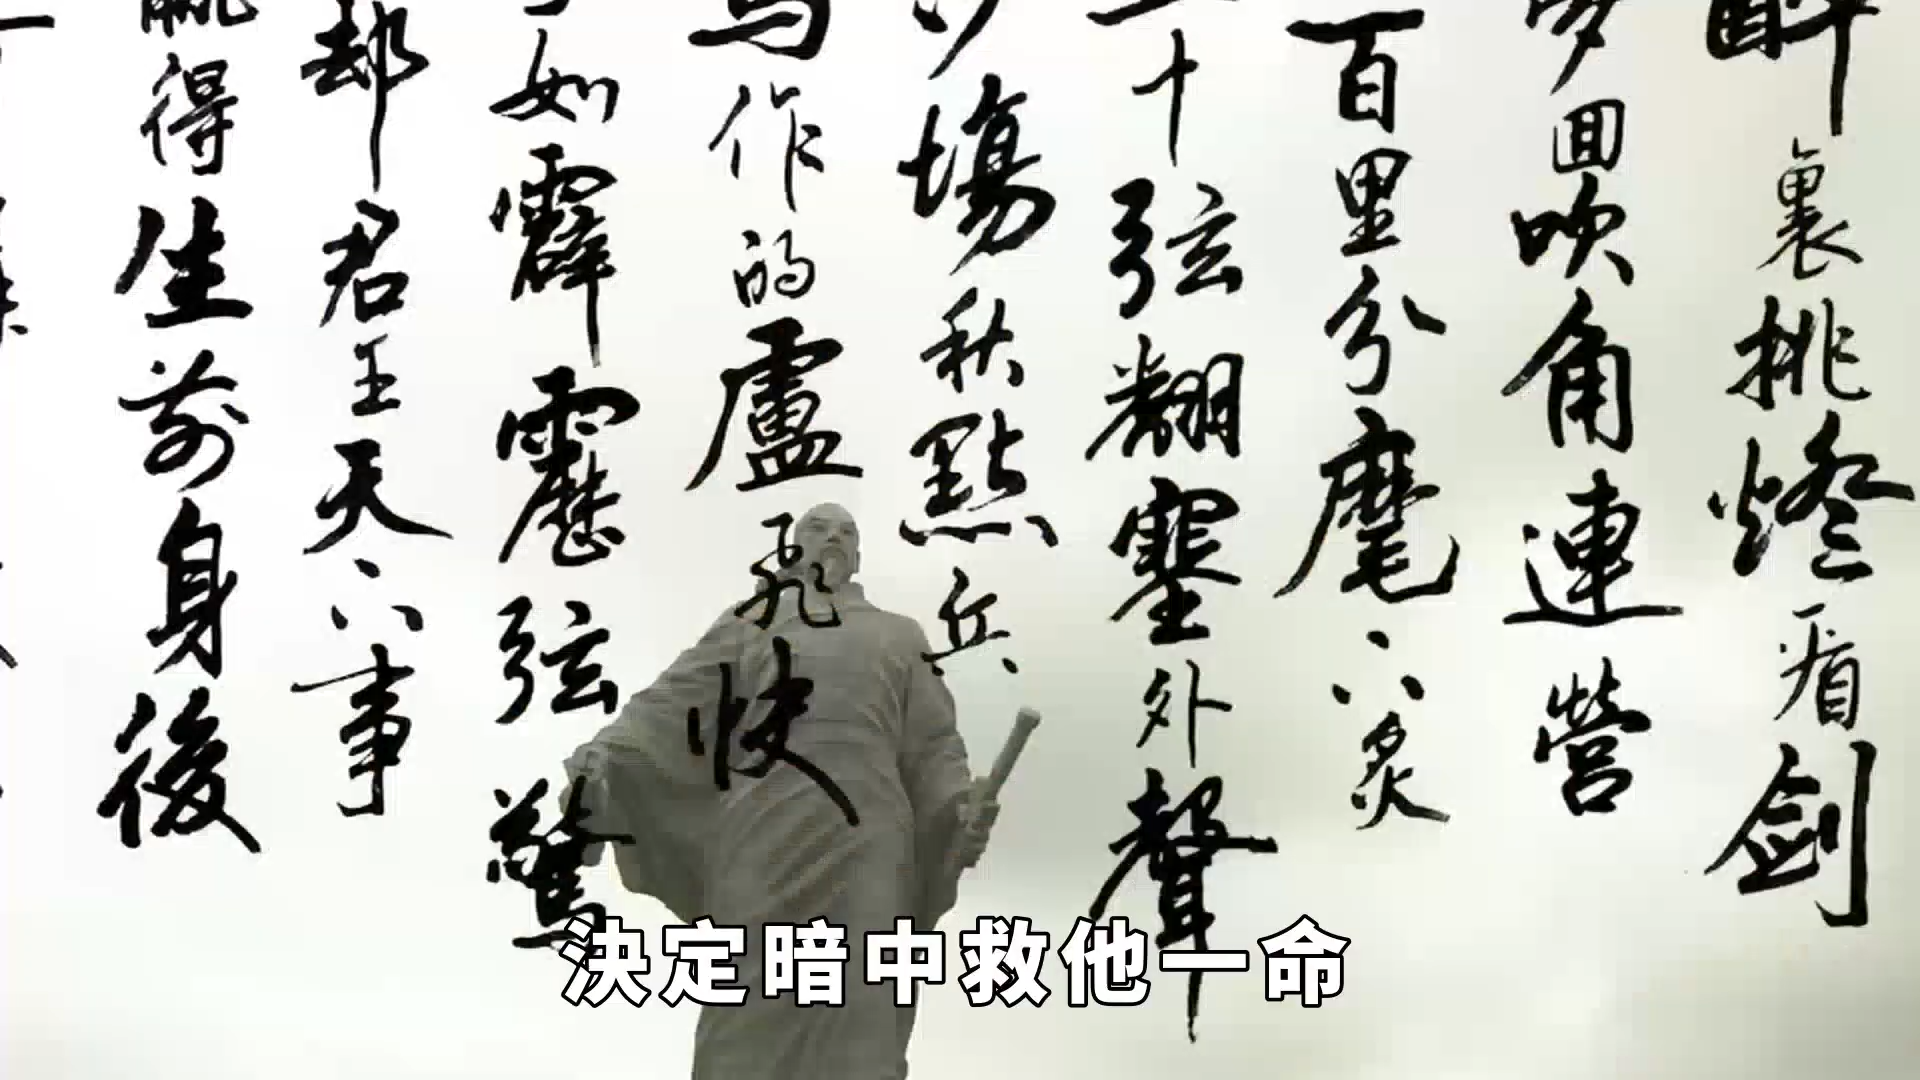 醉裏挑燈看劍
夢回吹角連營
百里分麾下炙
十弦翻塞外聲
沙場秋點兵
馬作的盧飛快
如霹靂弦驚
却君王天下事
贏得生前身後
決定暗中救他一命